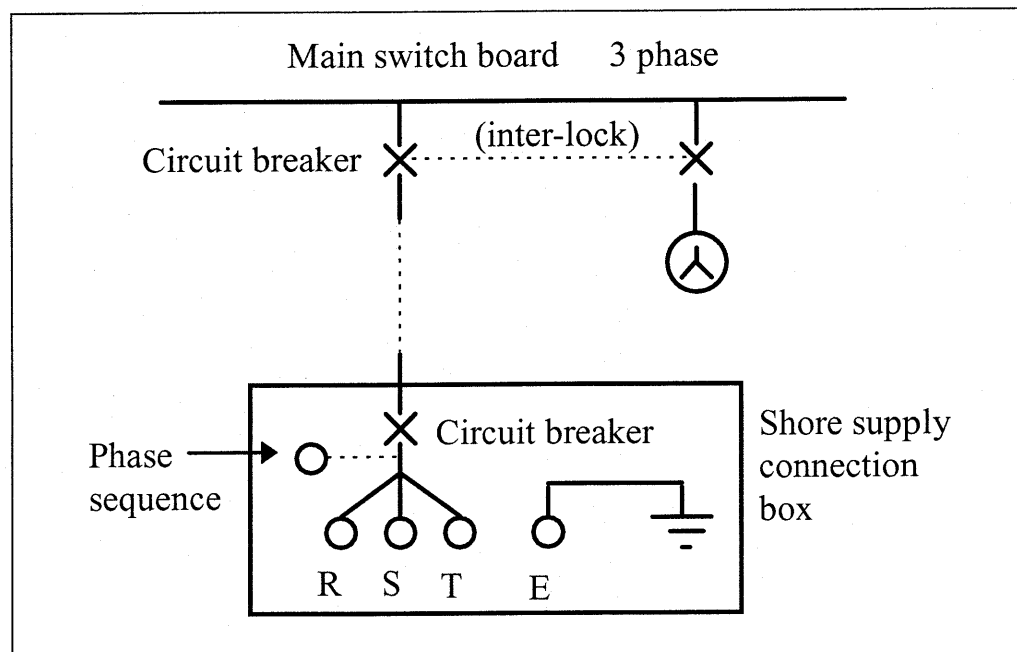 Main switch board 3 phase
(inter-lock)
Circuit breaker
Circuit breaker
Phase
sequence
Shore supply
connection
box
R S T E